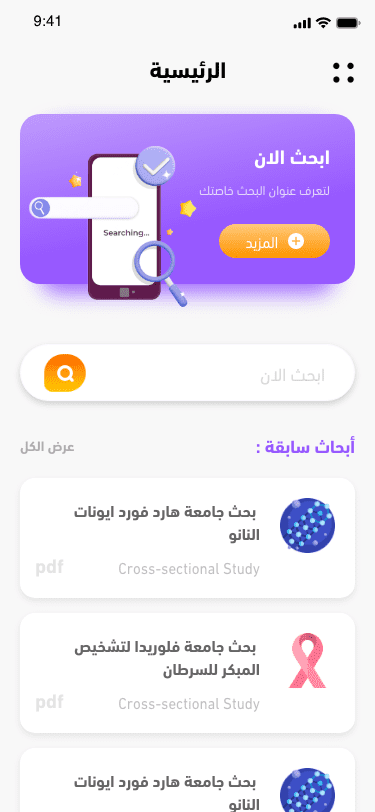 9:41
الرئيسية
ابحث الان
لتعرف عنوان البحث خاصتك
المزيد
Searching...
ابحث الان
أبحاث سابقة :
عرض الكل
بحث جامعة هارد فورد ايونات
النانو
Cross-sectional Study
pdf
بحث جامعة فلوريدا لتشخيص
المبكر للسرطان
Cross-sectional Study
pdf
بحث جامعة هارد فورد ايونات
النانو